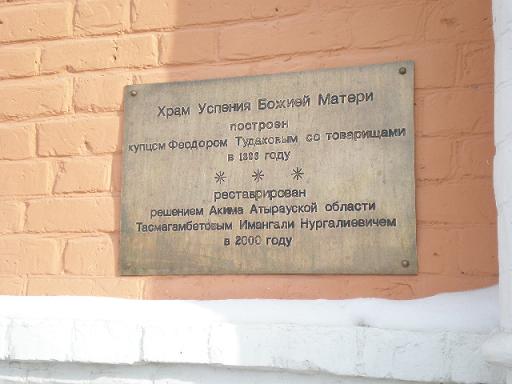 Храм Успения Божией Матери
построен
купцом Феодором Тудаковым со товарищами
в 1888 году
* * *
реставрирован
решением Акима Атырауской области
Тасмагамбетовым Имангали Нургалиевичем
в 2000 году